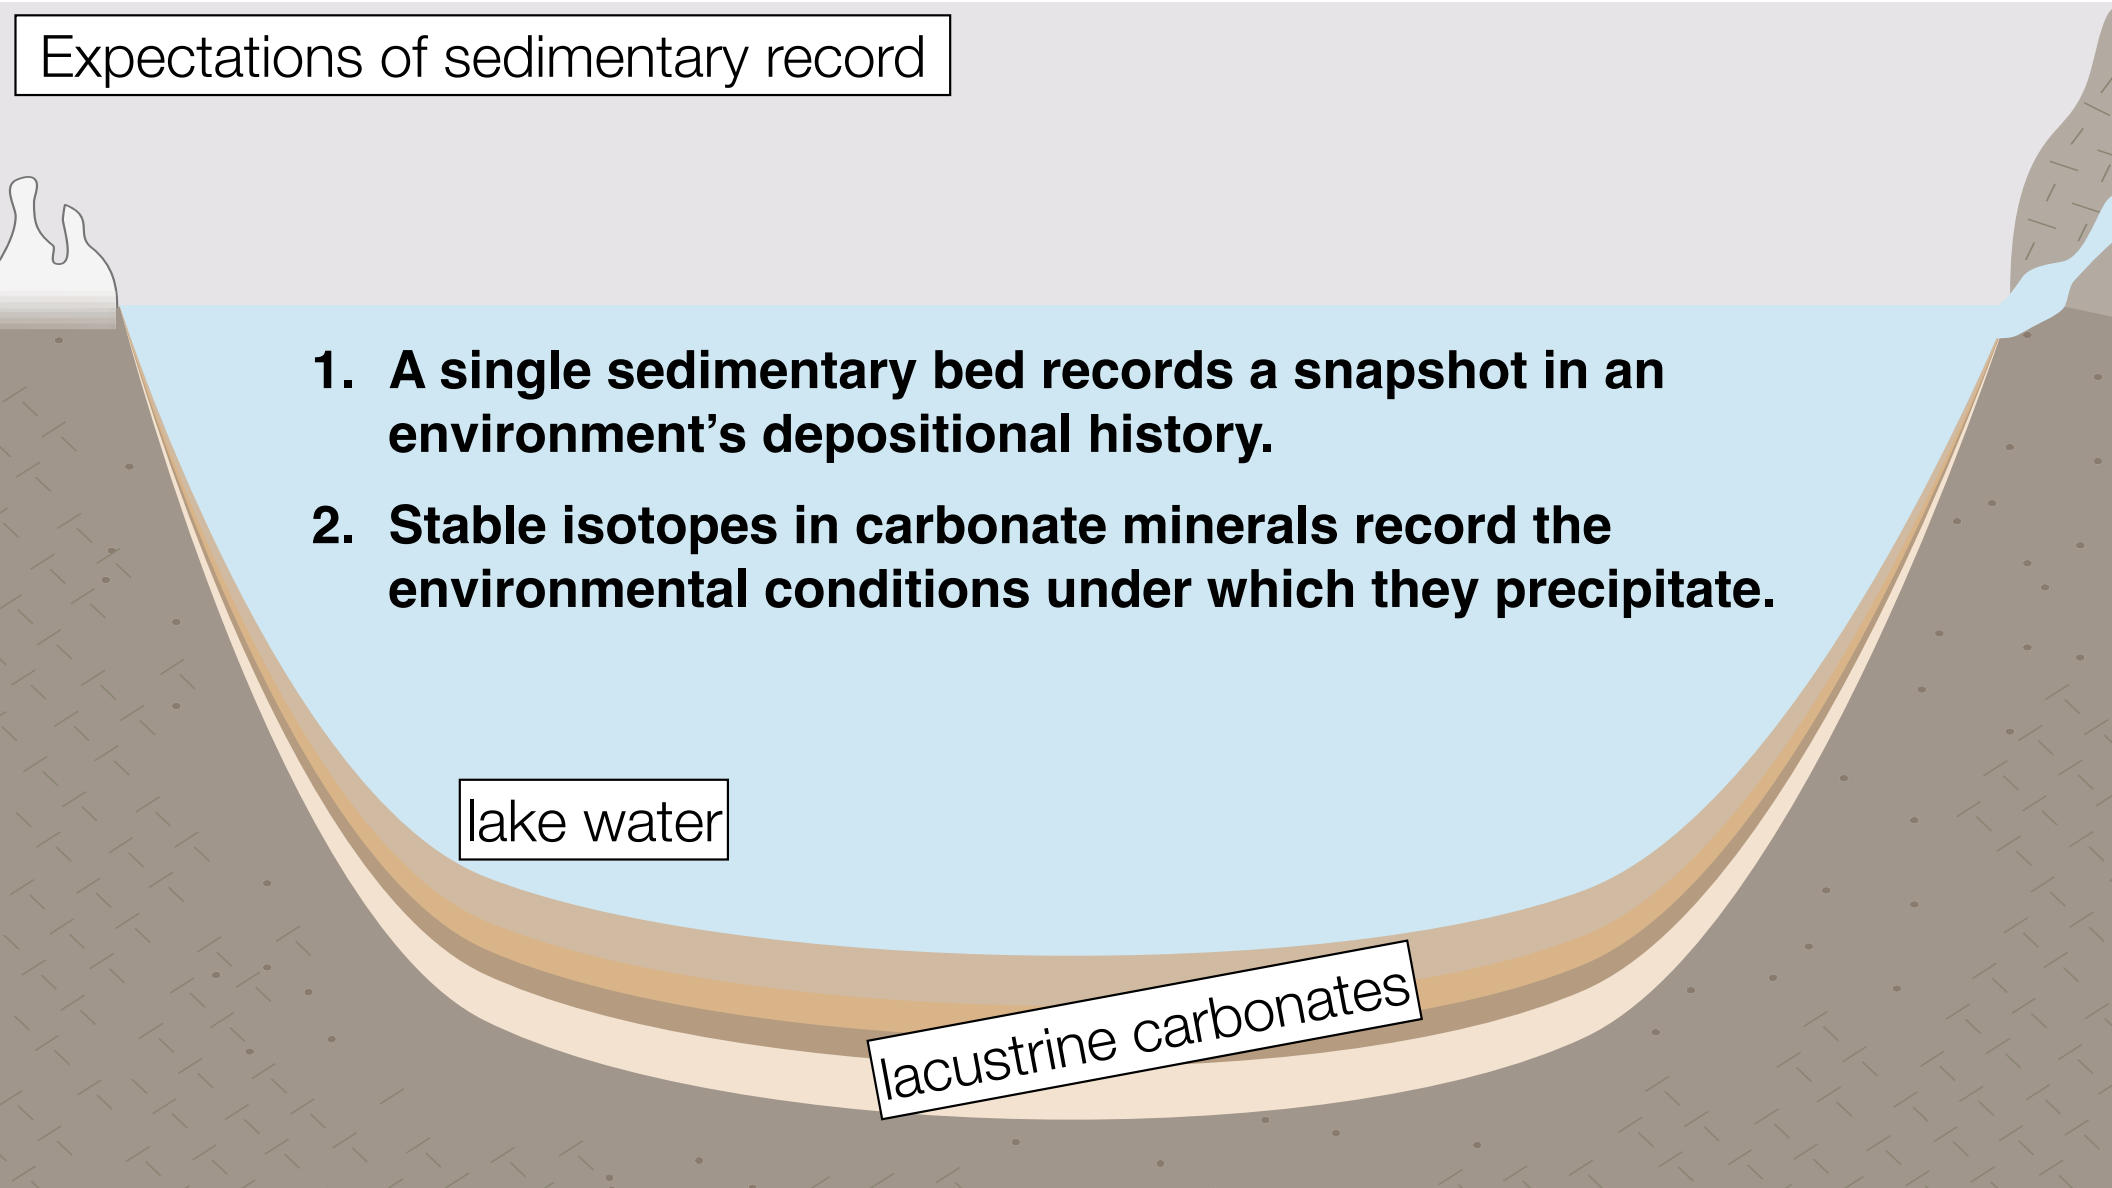 Expectations of sedimentary record
1. A single sedimentary bed records a snapshot in an
environment’s depositional history.
2. Stable isotopes in carbonate minerals record the
environmental conditions under which they precipitate.
lake water
lacustrine carbonates